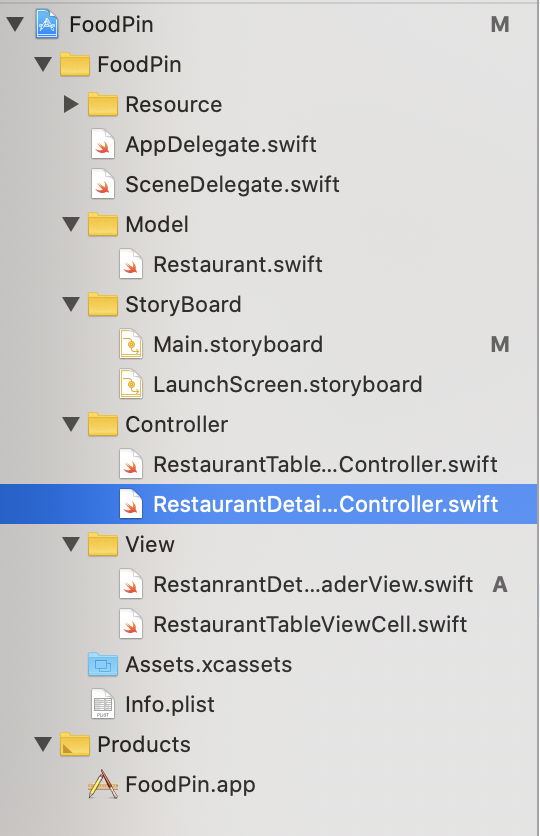 FoodPin M
FoodPin
Resource
AppDelegate.swift
SceneDelegate.swift
Model
Restaurant.swift
StoryBoard
Main.storyboard M
LaunchScreen.storyboard
Controller
RestaurantTable...Controller.swift
RestaurantDetai...Controller.swift
View
RestanrantDet...aderView.swift A
RestaurantTableViewCell.swift
Assets.xcassets
Info.plist
Products
FoodPin.app